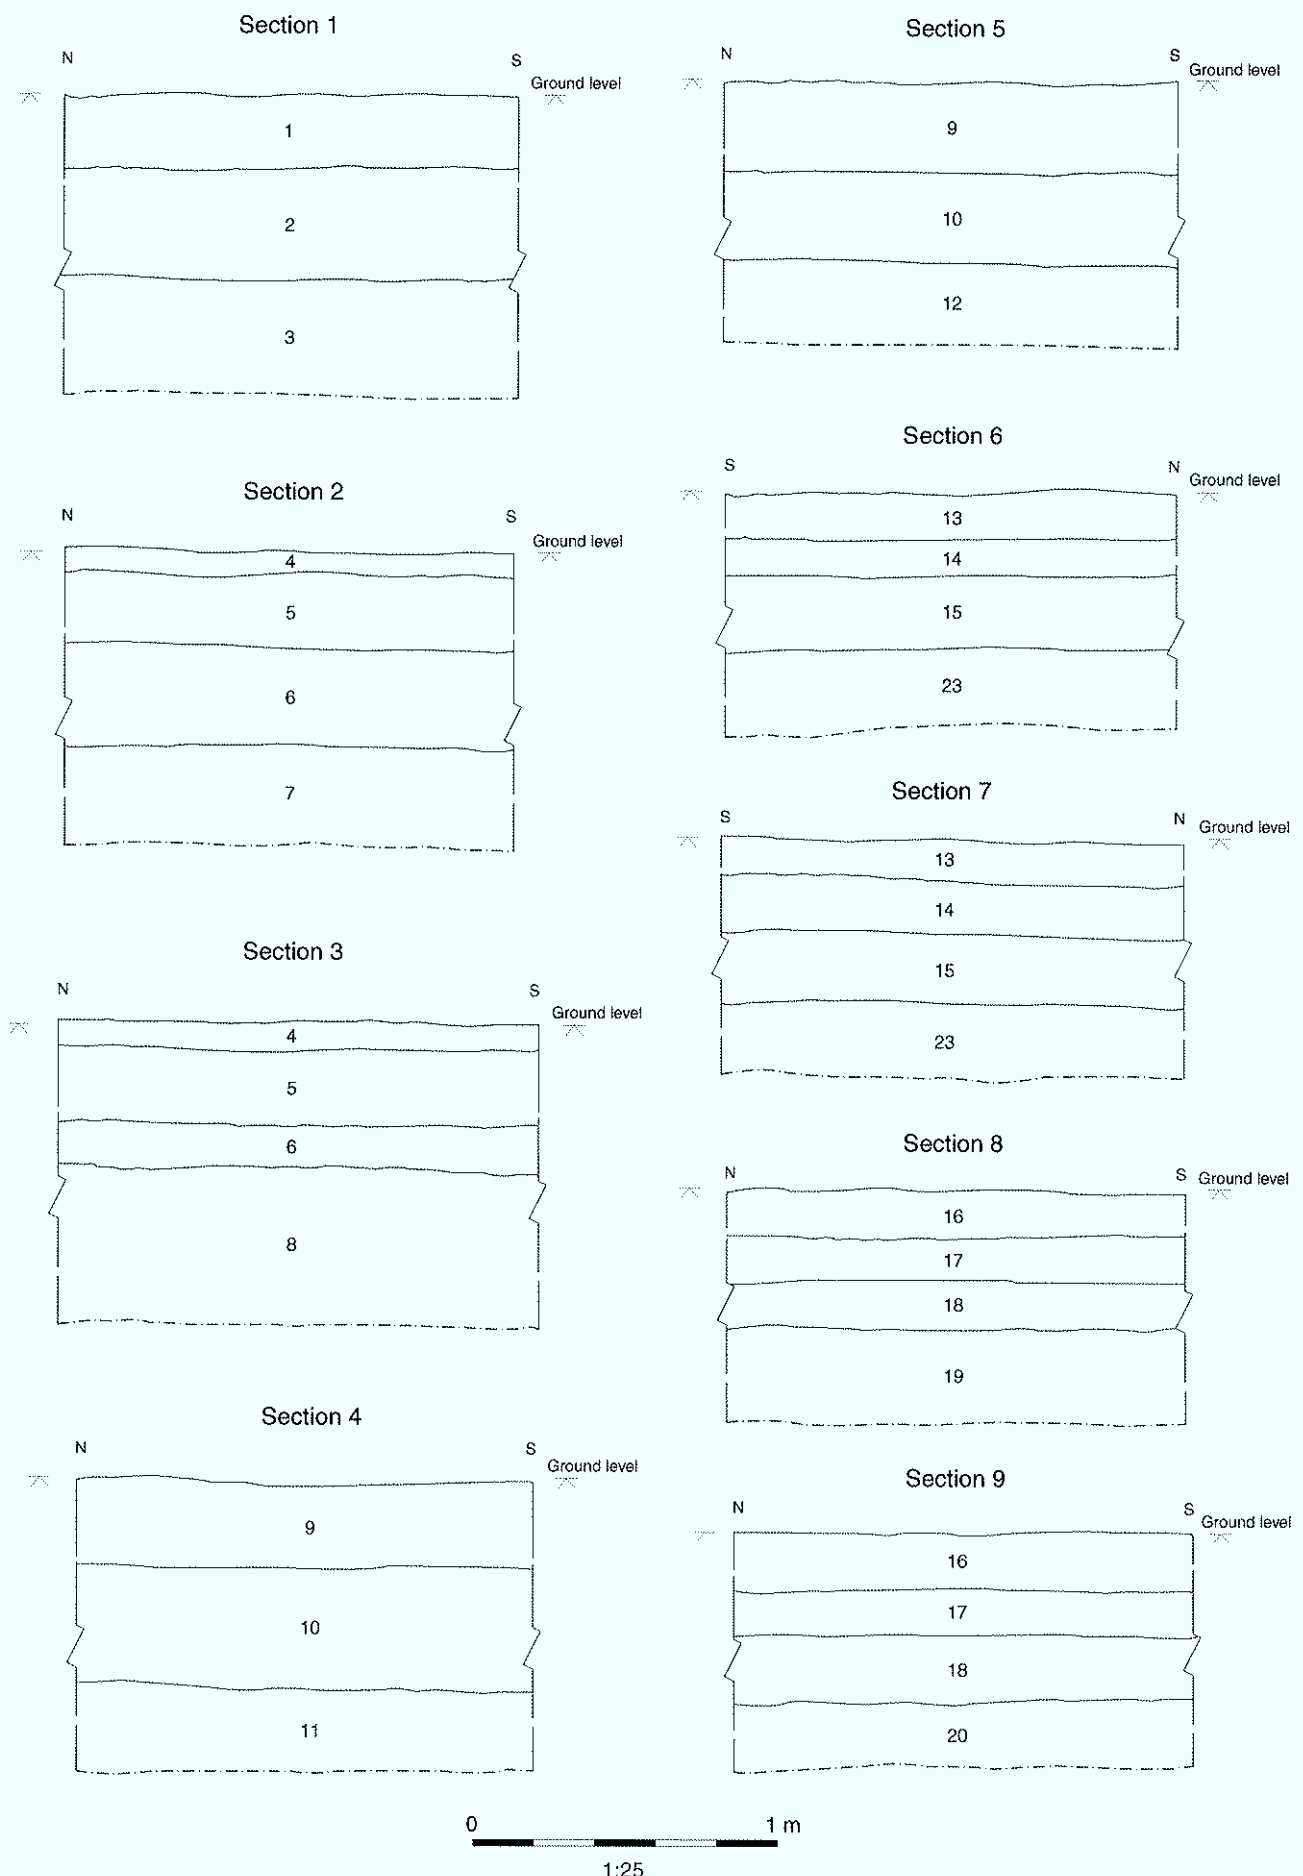 Section 1
N
S
Ground level
1
2
3
Section 2
N
S
Ground level
4
5
6
7
Section 3
N
S
Ground level
4
5
6
8
Section 4
N
S
Ground level
9
10
11
Section 5
N
S
Ground level
9
10
12
Section 6
S
N
Ground level
13
14
15
23
Section 7
S
N
Ground level
13
14
15
23
Section 8
N
S
Ground level
16
17
18
19
Section 9
N
S
Ground level
16
17
18
20
0
1 m
1:25